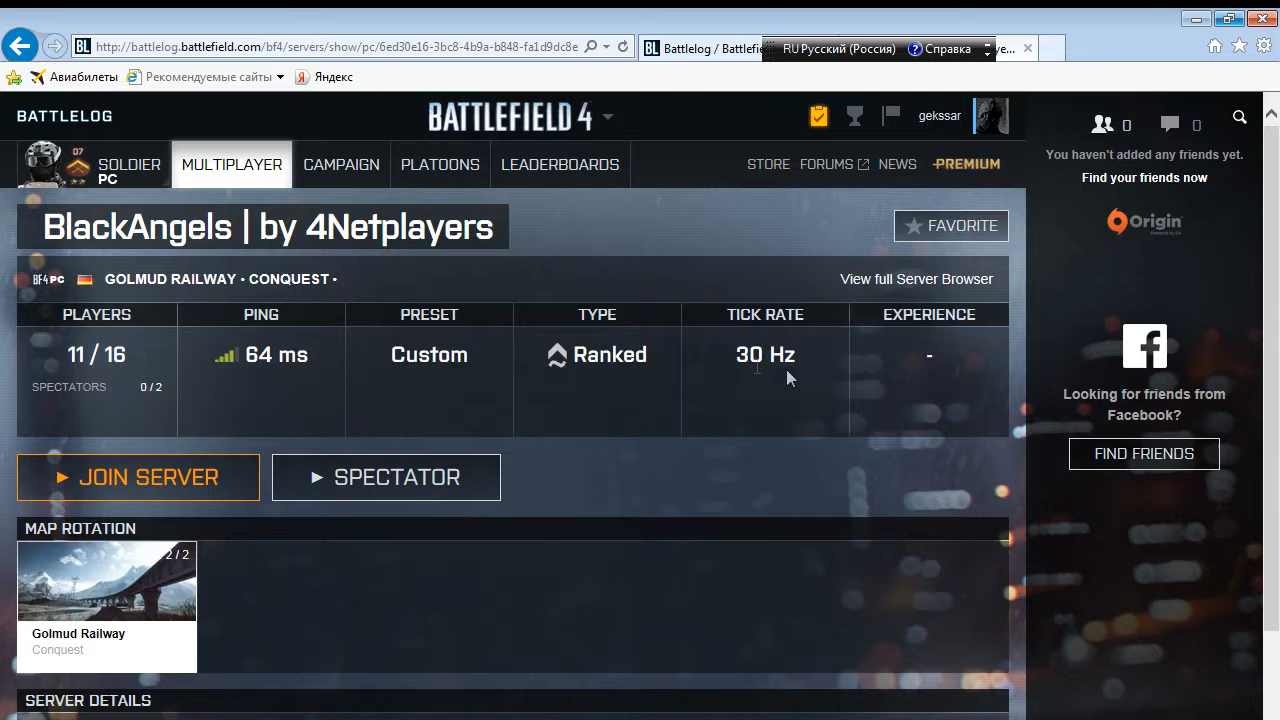 http://battlelog.battlefield.com/bf4/servers/show/pc/6ed30e16-3bc6-4b9a-b848-fa1d9dc8e
BL Battlelog / Battlefie
RU Русский (Россия) ? Справка
е...
Авиабилеты Рекомендуемые сайты Я Яндекс
BATTLELOG
BATTLEFIELD 4
gekssar
0 0
07
SOLDIER
PC
MULTIPLAYER CAMPAIGN PLATOONS LEADERBOARDS
STORE FORUMS NEWS PREMIUM
You haven't added any friends yet.
Find your friends now
Origin
Powered by EA
BlackAngels | by 4Netplayers
FAVORITE
BF4 PC GOLMUD RAILWAY • CONQUEST •
View full Server Browser
PLAYERS PING PRESET TYPE TICK RATE EXPERIENCE
11 / 16 64 ms Custom Ranked 30 Hz -
SPECTATORS 0 / 2
Looking for friends from
Facebook?
FIND FRIENDS
JOIN SERVER SPECTATOR
MAP ROTATION
2 / 2
Golmud Railway
Conquest
SERVER DETAILS